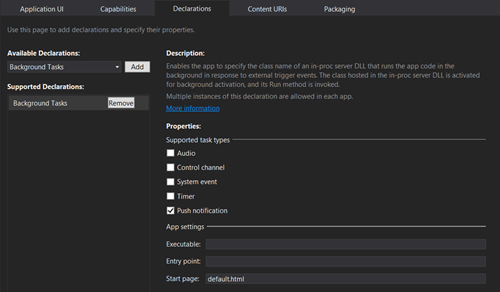 Application UI
Capabilities
Declarations
Content URIs
Packaging
Use this page to add declarations and specify their properties.
Available Declarations:
Background Tasks
Add
Supported Declarations:
Background Tasks
Remove
Description:
Enables the app to specify the class name of an in-proc server DLL that runs the app code in the
background in response to external trigger events. The class hosted in the in-proc server DLL is activated
for background activation, and its Run method is invoked.
Multiple instances of this declaration are allowed in each app.
More information
Properties:
Supported task types
Audio
Control channel
System event
Timer
Push notification
App settings
Executable:
Entry point:
Start page:
default.html